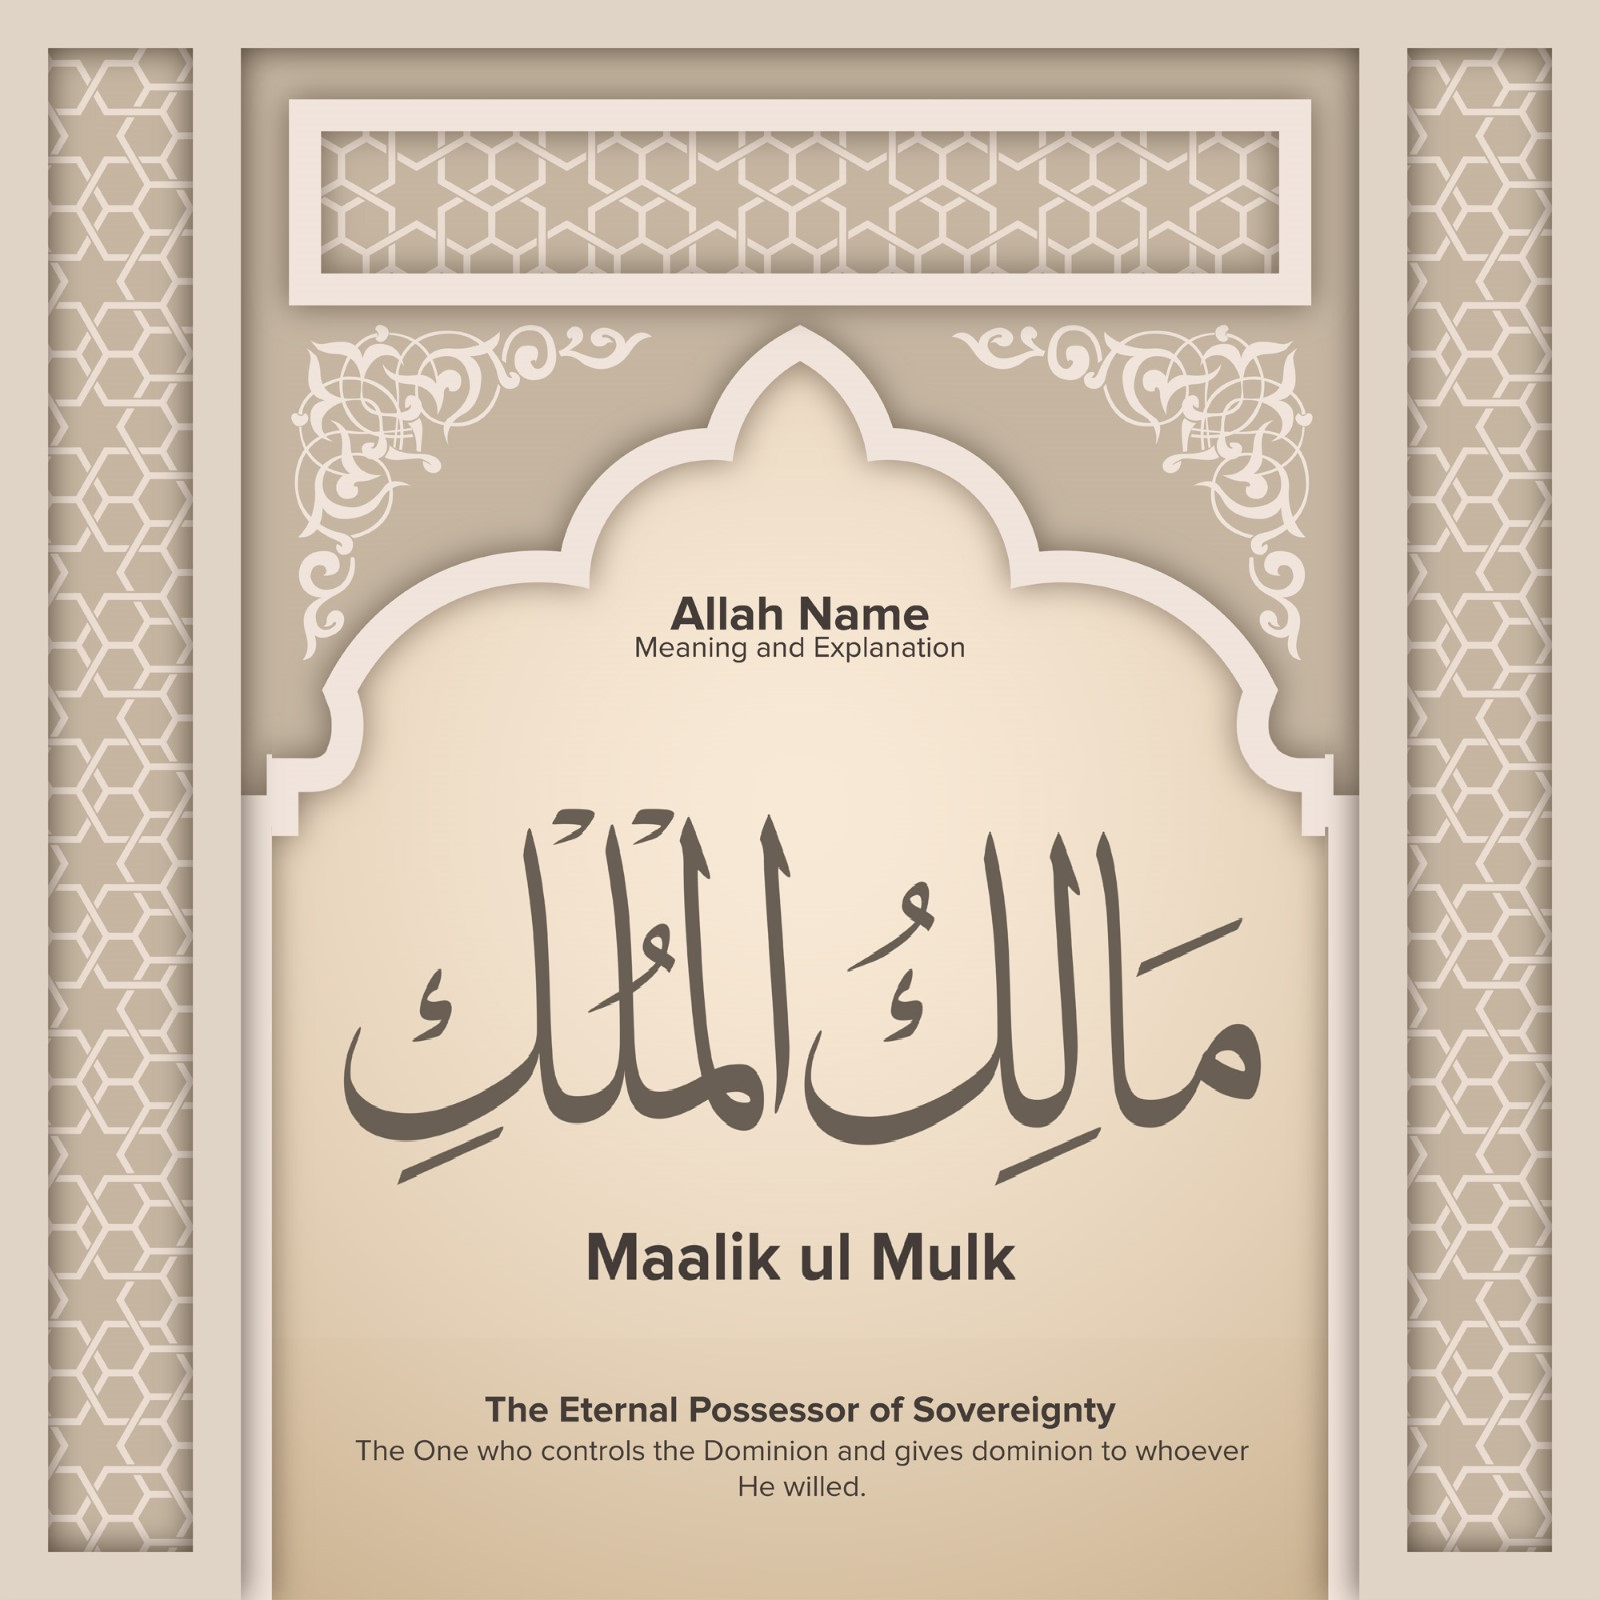 Allah Name
Meaning and Explanation
مَالِكُ الْمُلْكِ
Maalik ul Mulk
The Eternal Possessor of Sovereignty
The One who controls the Dominion and gives dominion to whoever
He willed.